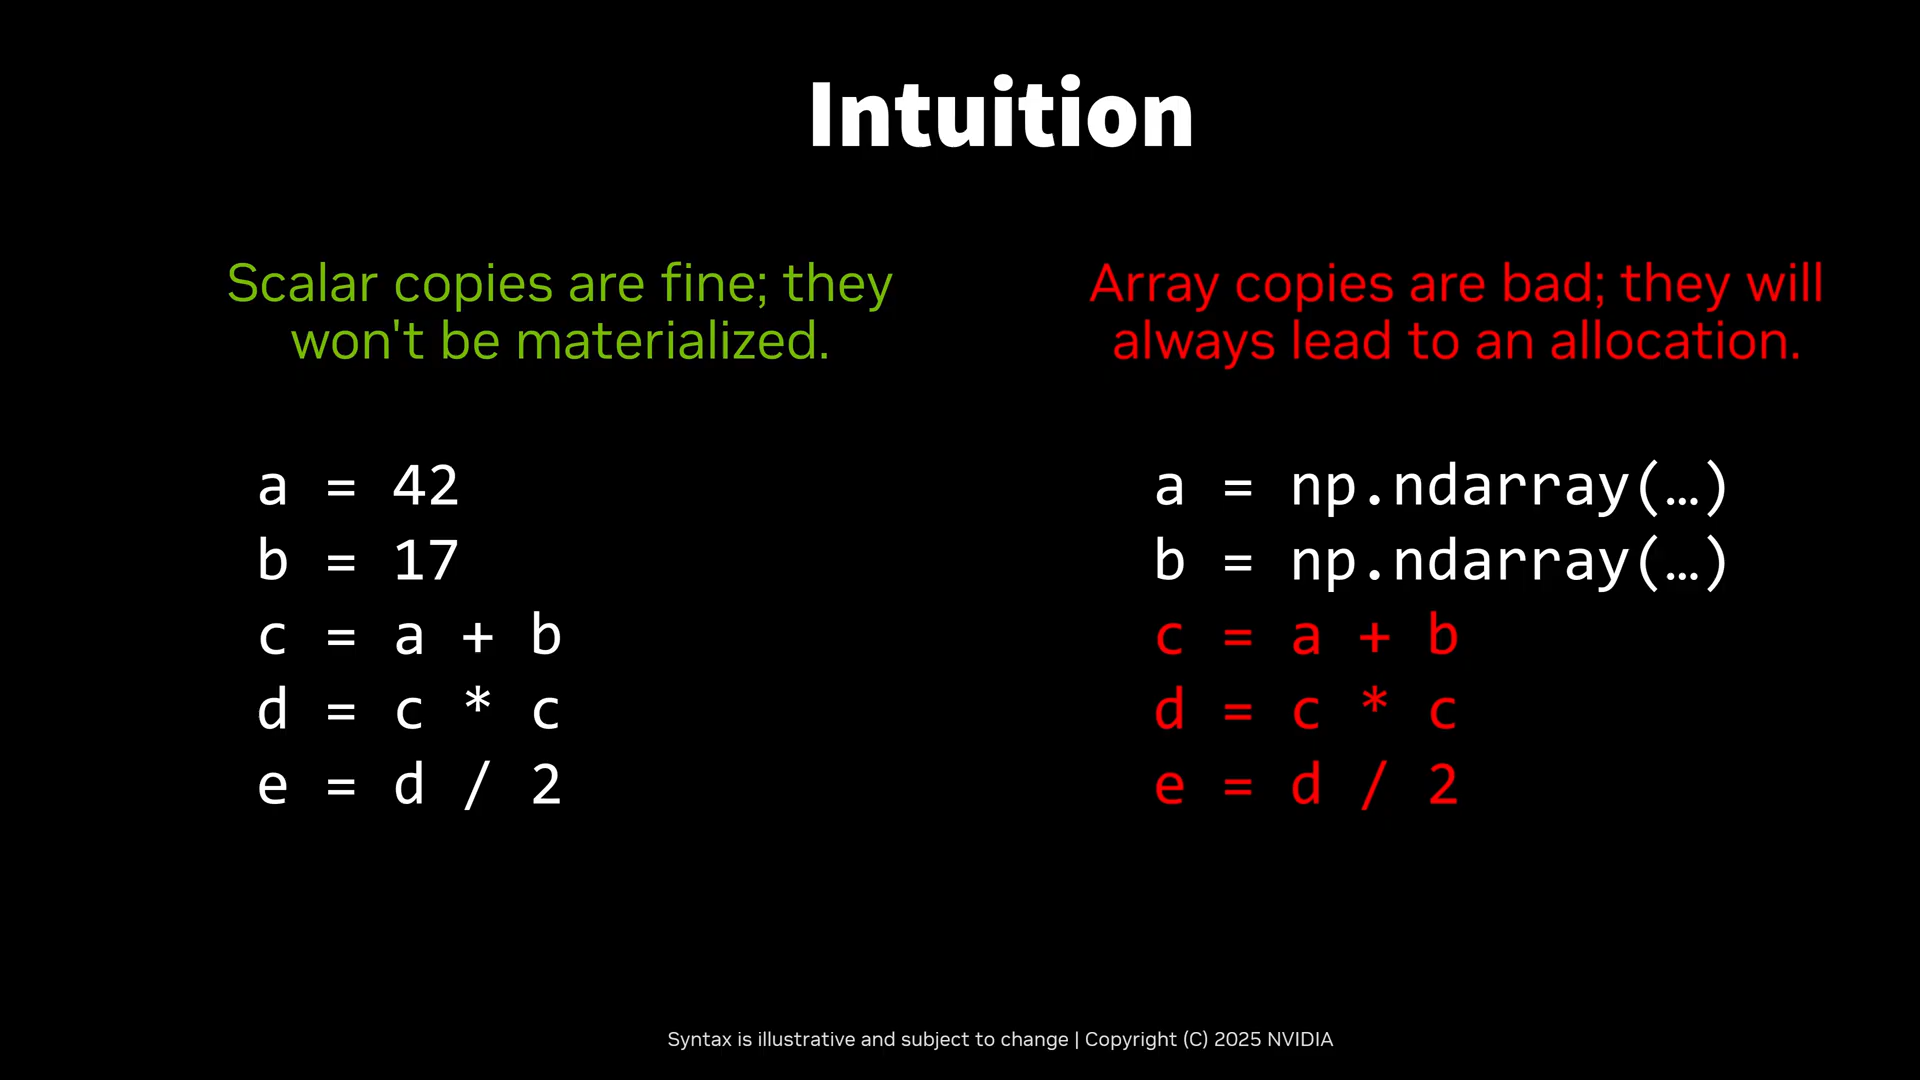 Intuition
Scalar copies are fine; they
won't be materialized.
a = 42
b = 17
c = a + b
d = c * c
e = d / 2
Array copies are bad; they will
always lead to an allocation.
a = np.ndarray(…)
b = np.ndarray(…)
c = a + b
d = c * c
e = d / 2
Syntax is illustrative and subject to change | Copyright (C) 2025 NVIDIA